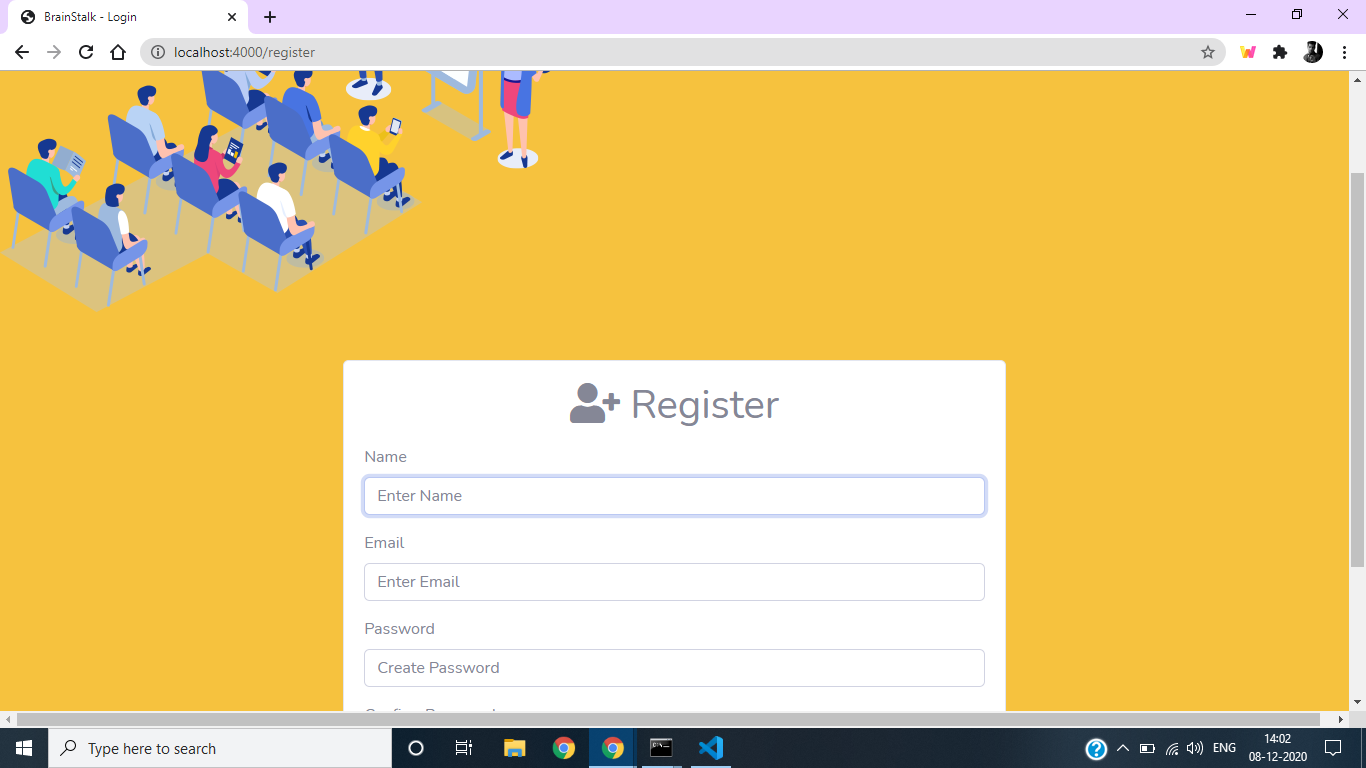 BrainStalk - Login
localhost:4000/register
Register
Name
Enter Name
Email
Enter Email
Password
Create Password
Type here to search
ENG
14:02
08-12-2020